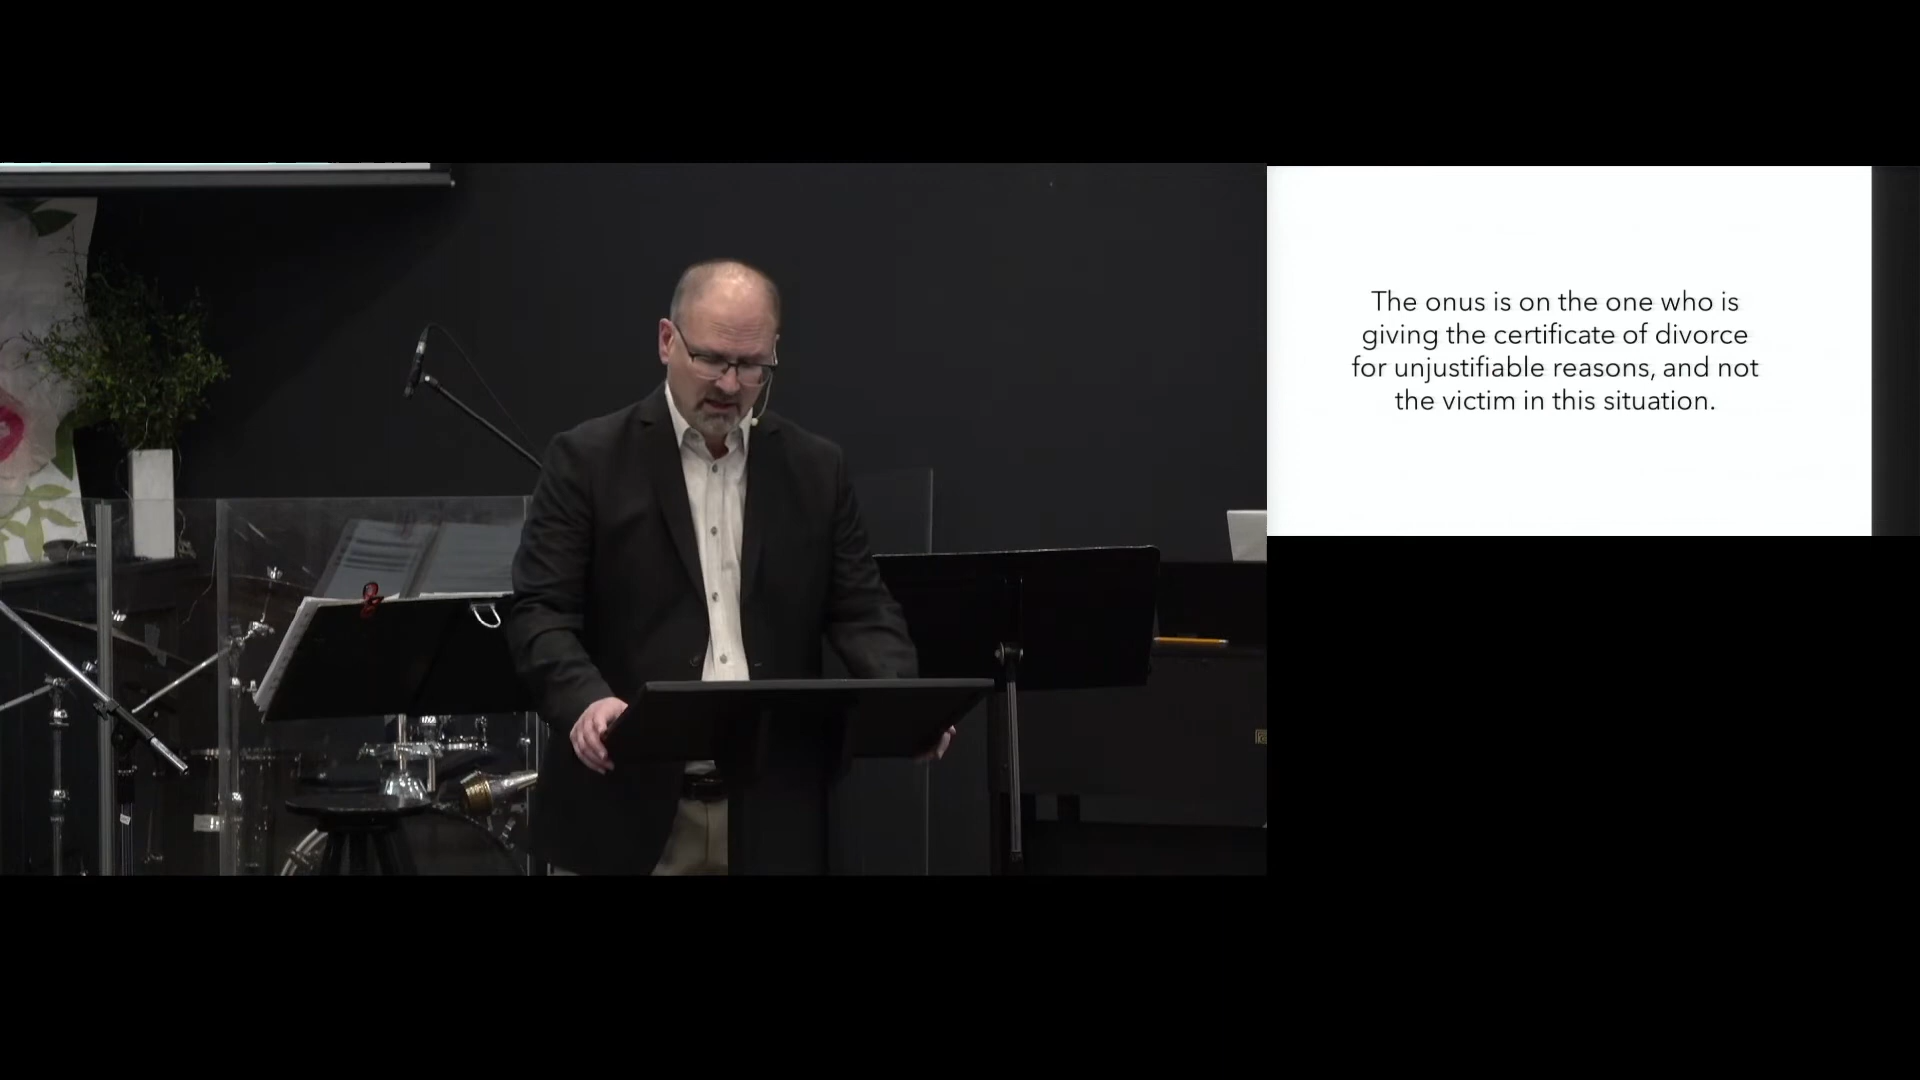 The onus is on the one who is
giving the certificate of divorce
for unjustifiable reasons, and not
the victim in this situation.